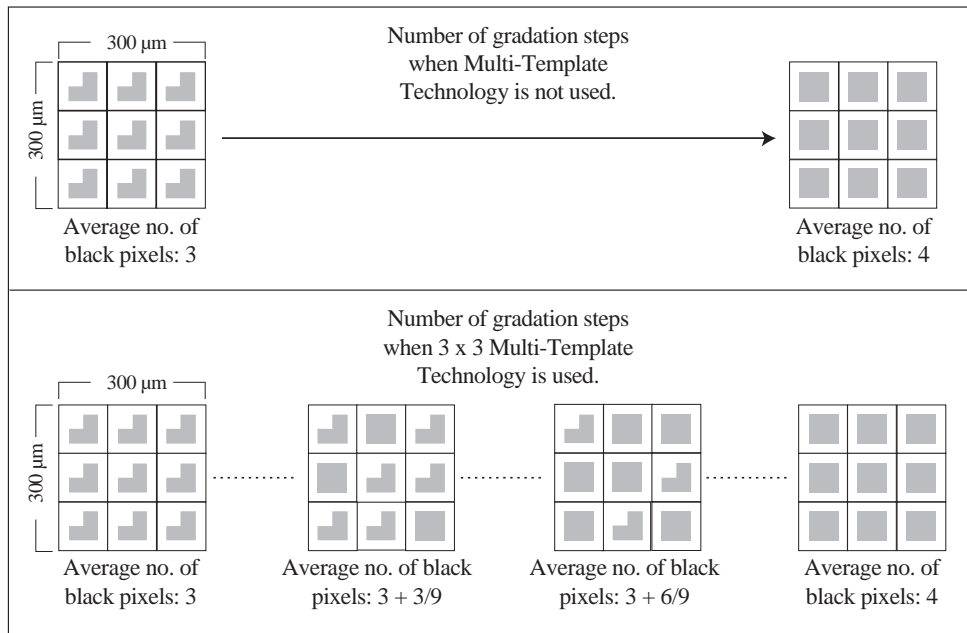 300 µm
300 µm
Number of gradation steps
when Multi-Template
Technology is not used.
Average no. of
black pixels: 3
Average no. of
black pixels: 4
Number of gradation steps
when 3 x 3 Multi-Template
Technology is used.
300 µm
300 µm
Average no. of
black pixels: 3
Average no. of black
pixels: 3 + 3/9
Average no. of black
pixels: 3 + 6/9
Average no. of
black pixels: 4